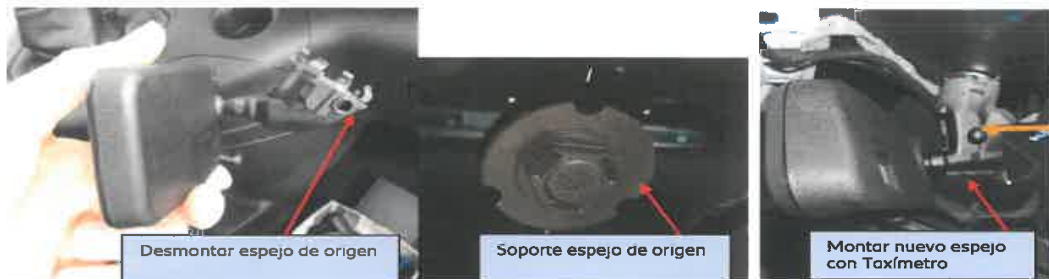 Desmontar espejo de origen
Soporte espejo de origen
Montar nuevo espejo
con Taxímetro